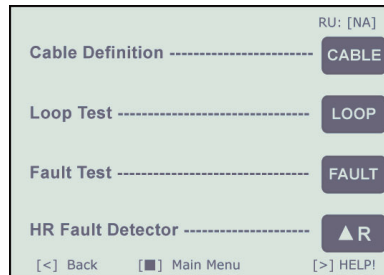 RU: [NA]
Cable Definition ------------------------ CABLE
Loop Test -------------------------------- LOOP
Fault Test -------------------------------- FAULT
HR Fault Detector ------------------ ▲R
[<] Back [■] Main Menu [>] HELP!